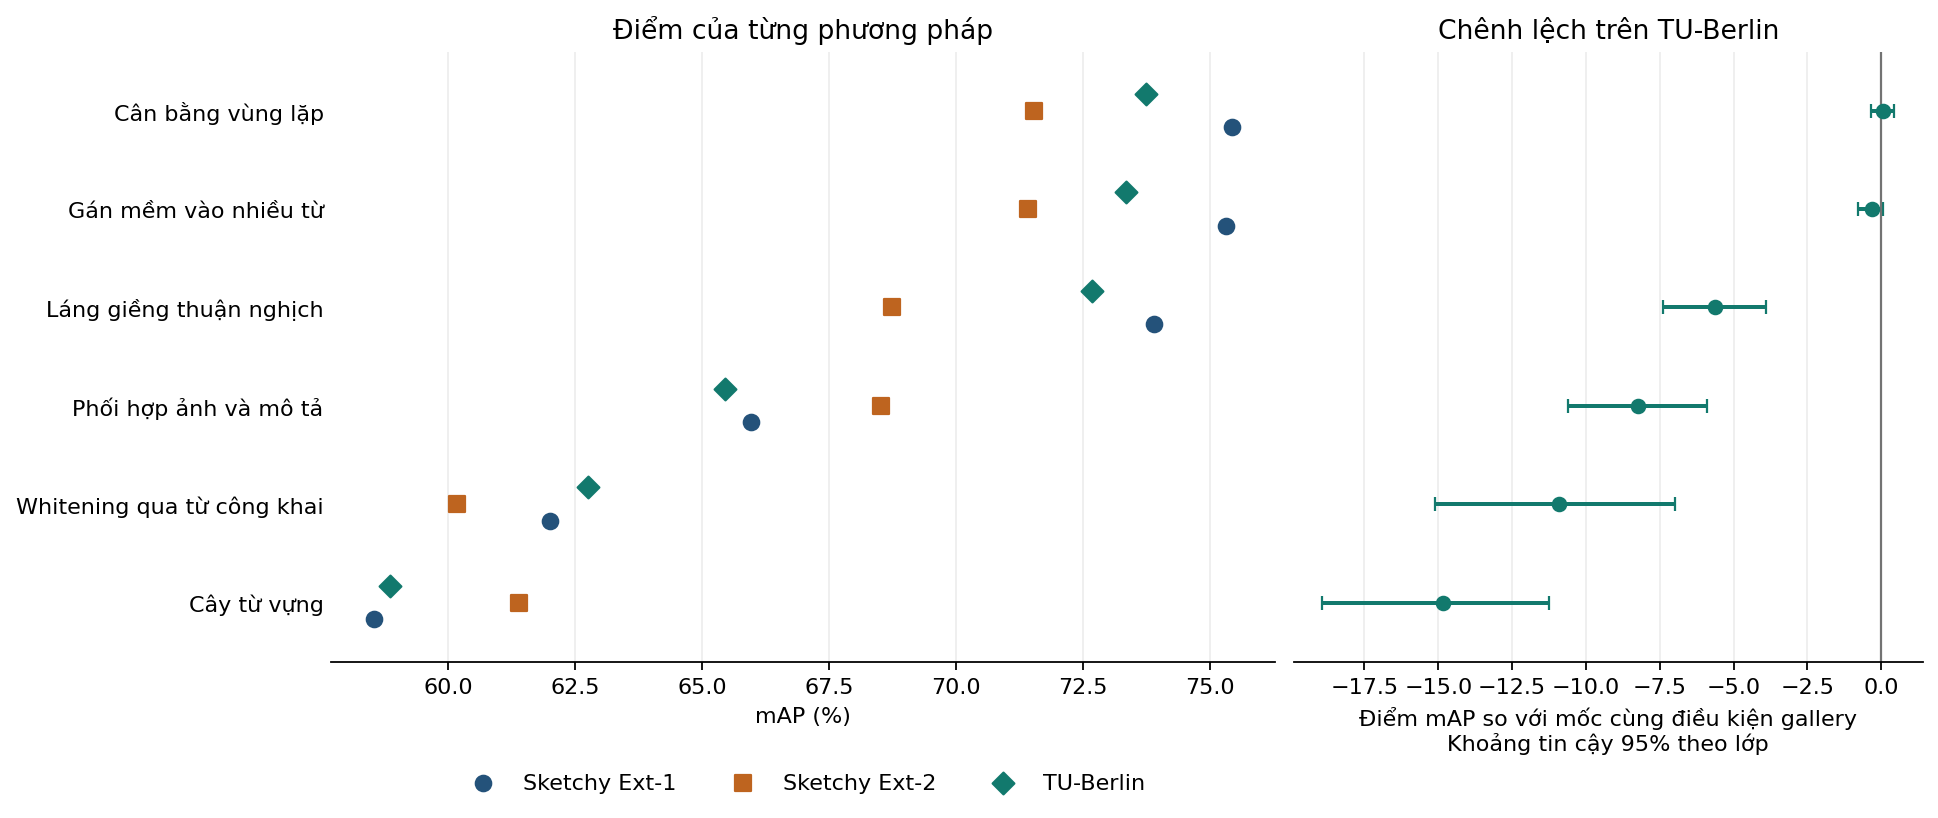 Điểm của từng phương pháp
Chênh lệch trên TU-Berlin
Cân bằng vùng lặp
Gán mềm vào nhiều từ
Láng giềng thuận nghịch
Phối hợp ảnh và mô tả
Whitening qua từ công khai
Cây từ vựng
60.0 62.5 65.0 67.5 70.0 72.5 75.0
mAP (%)
−17.5 −15.0 −12.5 −10.0 −7.5 −5.0 −2.5 0.0
Điểm mAP so với mốc cùng điều kiện gallery
Khoảng tin cậy 95% theo lớp
Sketchy Ext-1 Sketchy Ext-2 TU-Berlin